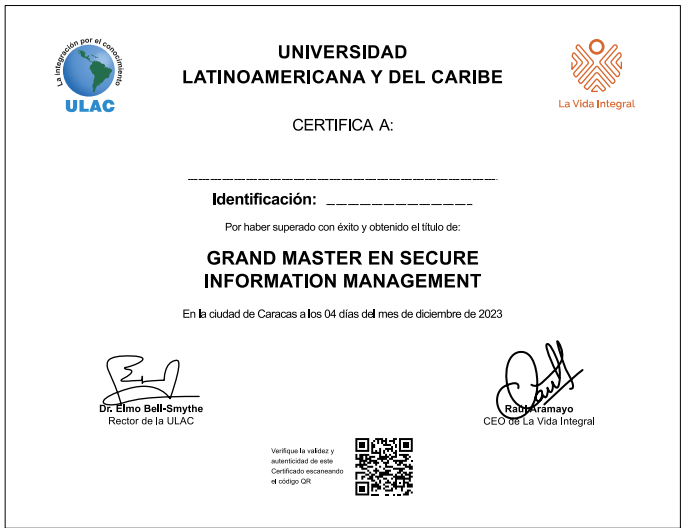 La Integración por el Conocimiento
ULAC
UNIVERSIDAD
LATINOAMERICANA Y DEL CARIBE
La Vida Integral
CERTIFICA A:
Identificación:
Por haber superado con éxito y obtenido el título de:
GRAND MASTER EN SECURE
INFORMATION MANAGEMENT
En la ciudad de Caracas a los 04 días del mes de diciembre de 2023
Dr. Elmo Bell-Smythe
Rector de la ULAC
Raúl Aramayo
CEO de La Vida Integral
Verifique la validez y
autenticidad de este
Certificado escaneando
el código QR